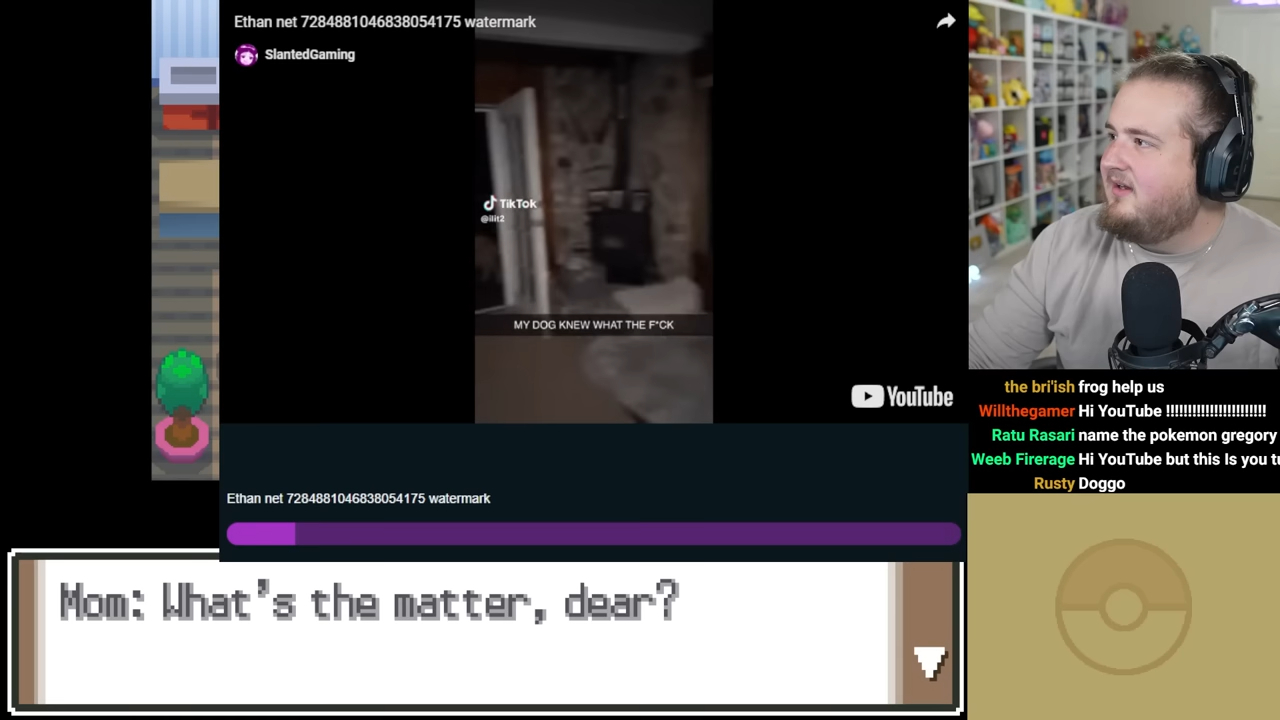 Ethan net 7284881046838054175 watermark
SlantedGaming
TikTok
@ilit2
MY DOG KNEW WHAT THE F*CK
YouTube
Ethan net 7284881046838054175 watermark
the bri'ish frog help us
Willthegamer Hi YouTube !!!!!!!!!!!!!!!!!!!!!!!
Ratu Rasari name the pokemon gregory
Weeb Firerage Hi YouTube but this Is you tu
Rusty Doggo
Mom: What's the matter, dear?